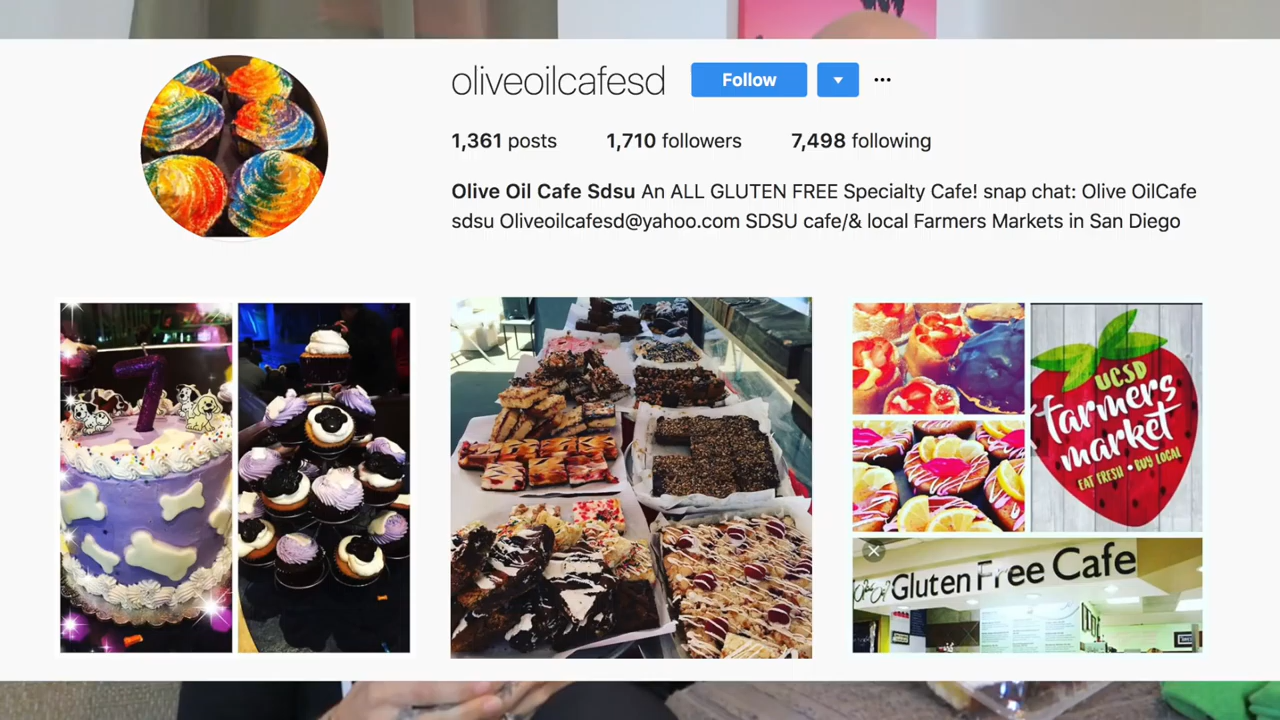 oliveoilcafesd Follow
1,361 posts 1,710 followers 7,498 following
Olive Oil Cafe Sdsu An ALL GLUTEN FREE Specialty Cafe! snap chat: Olive OilCafe
sdsu Oliveoilcafesd@yahoo.com SDSU cafe/& local Farmers Markets in San Diego
7
UCSD
farmers
market
EAT FRESH • BUY LOCAL
Gluten Free Cafe